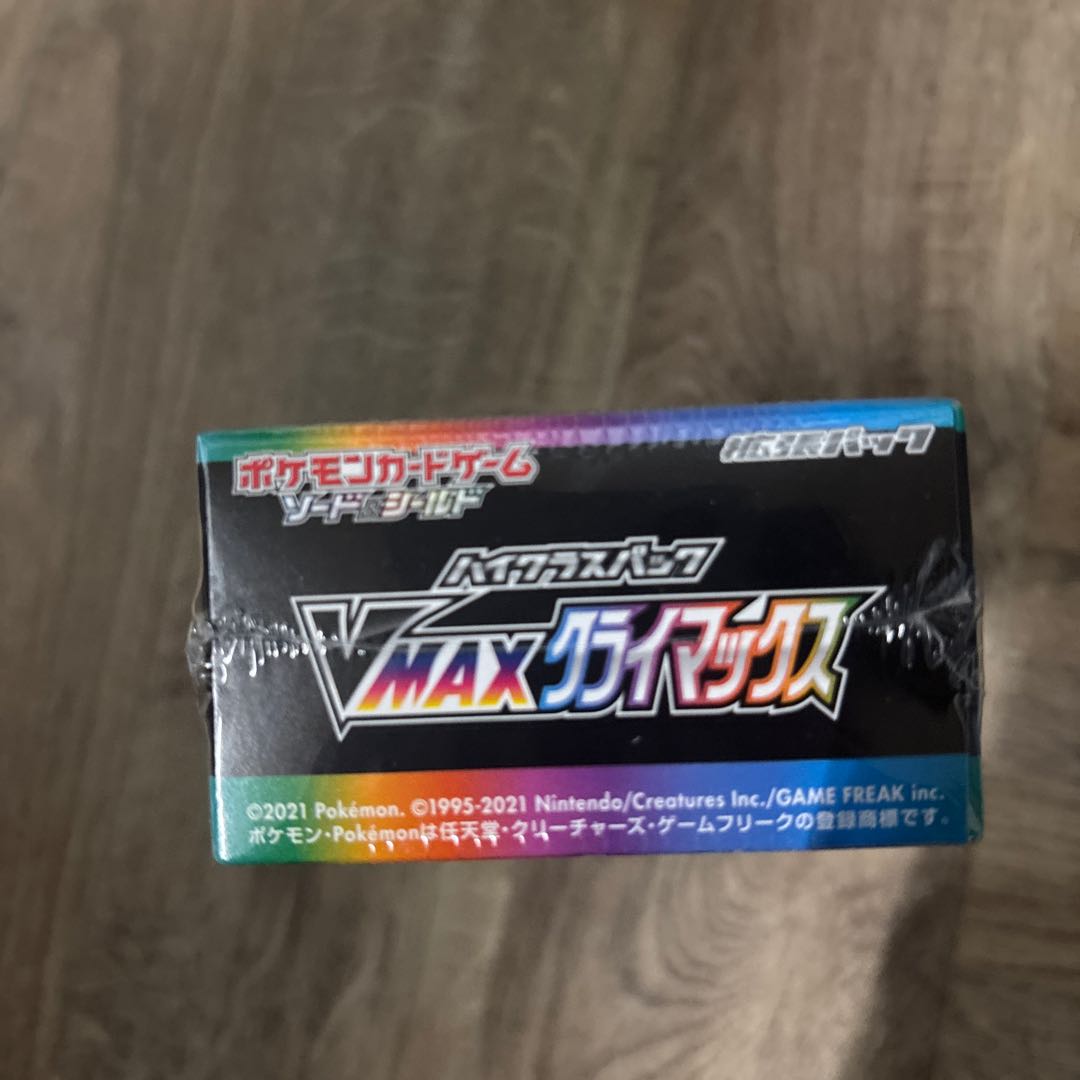 ポケモンカードゲーム
ソード&シールド
拡張パック
ハイクラスパック
VMAXクライマックス
©2021 Pokémon. ©1995-2021 Nintendo/Creatures Inc./GAME FREAK inc.
ポケモン・Pokémonは任天堂・クリーチャーズ・ゲームフリークの登録商標です。